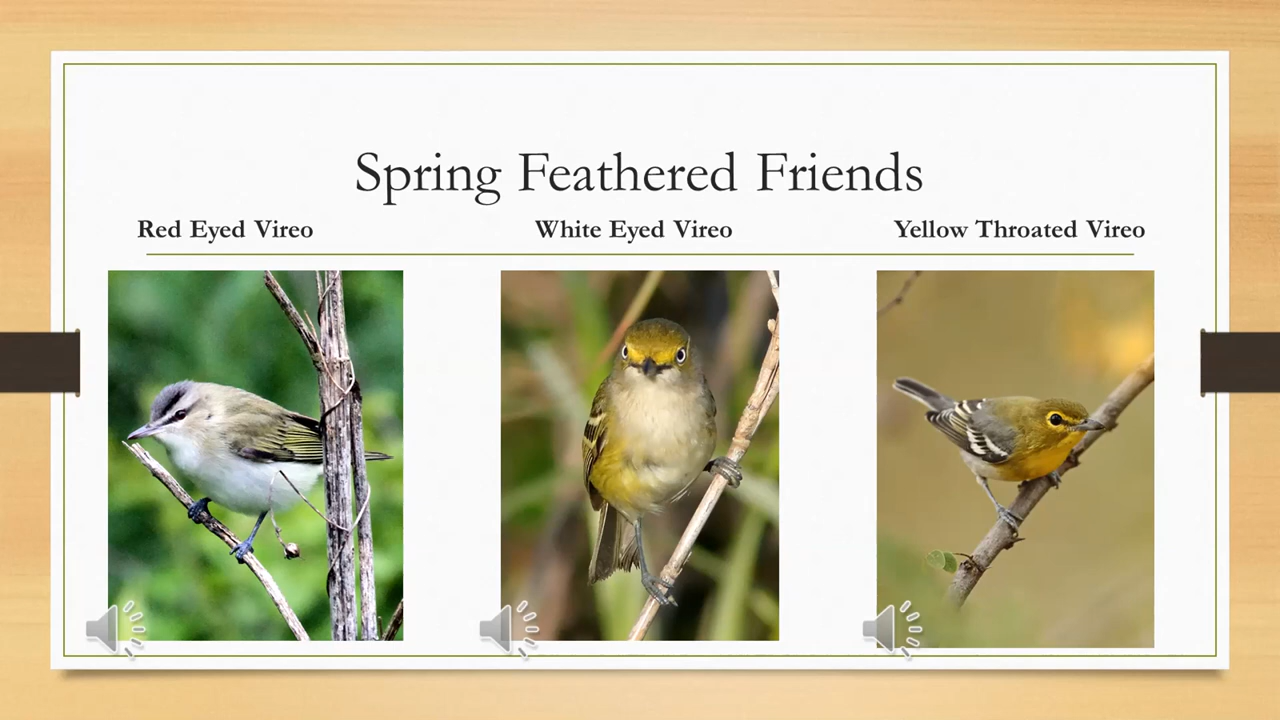 Spring Feathered Friends
Red Eyed Vireo
White Eyed Vireo
Yellow Throated Vireo